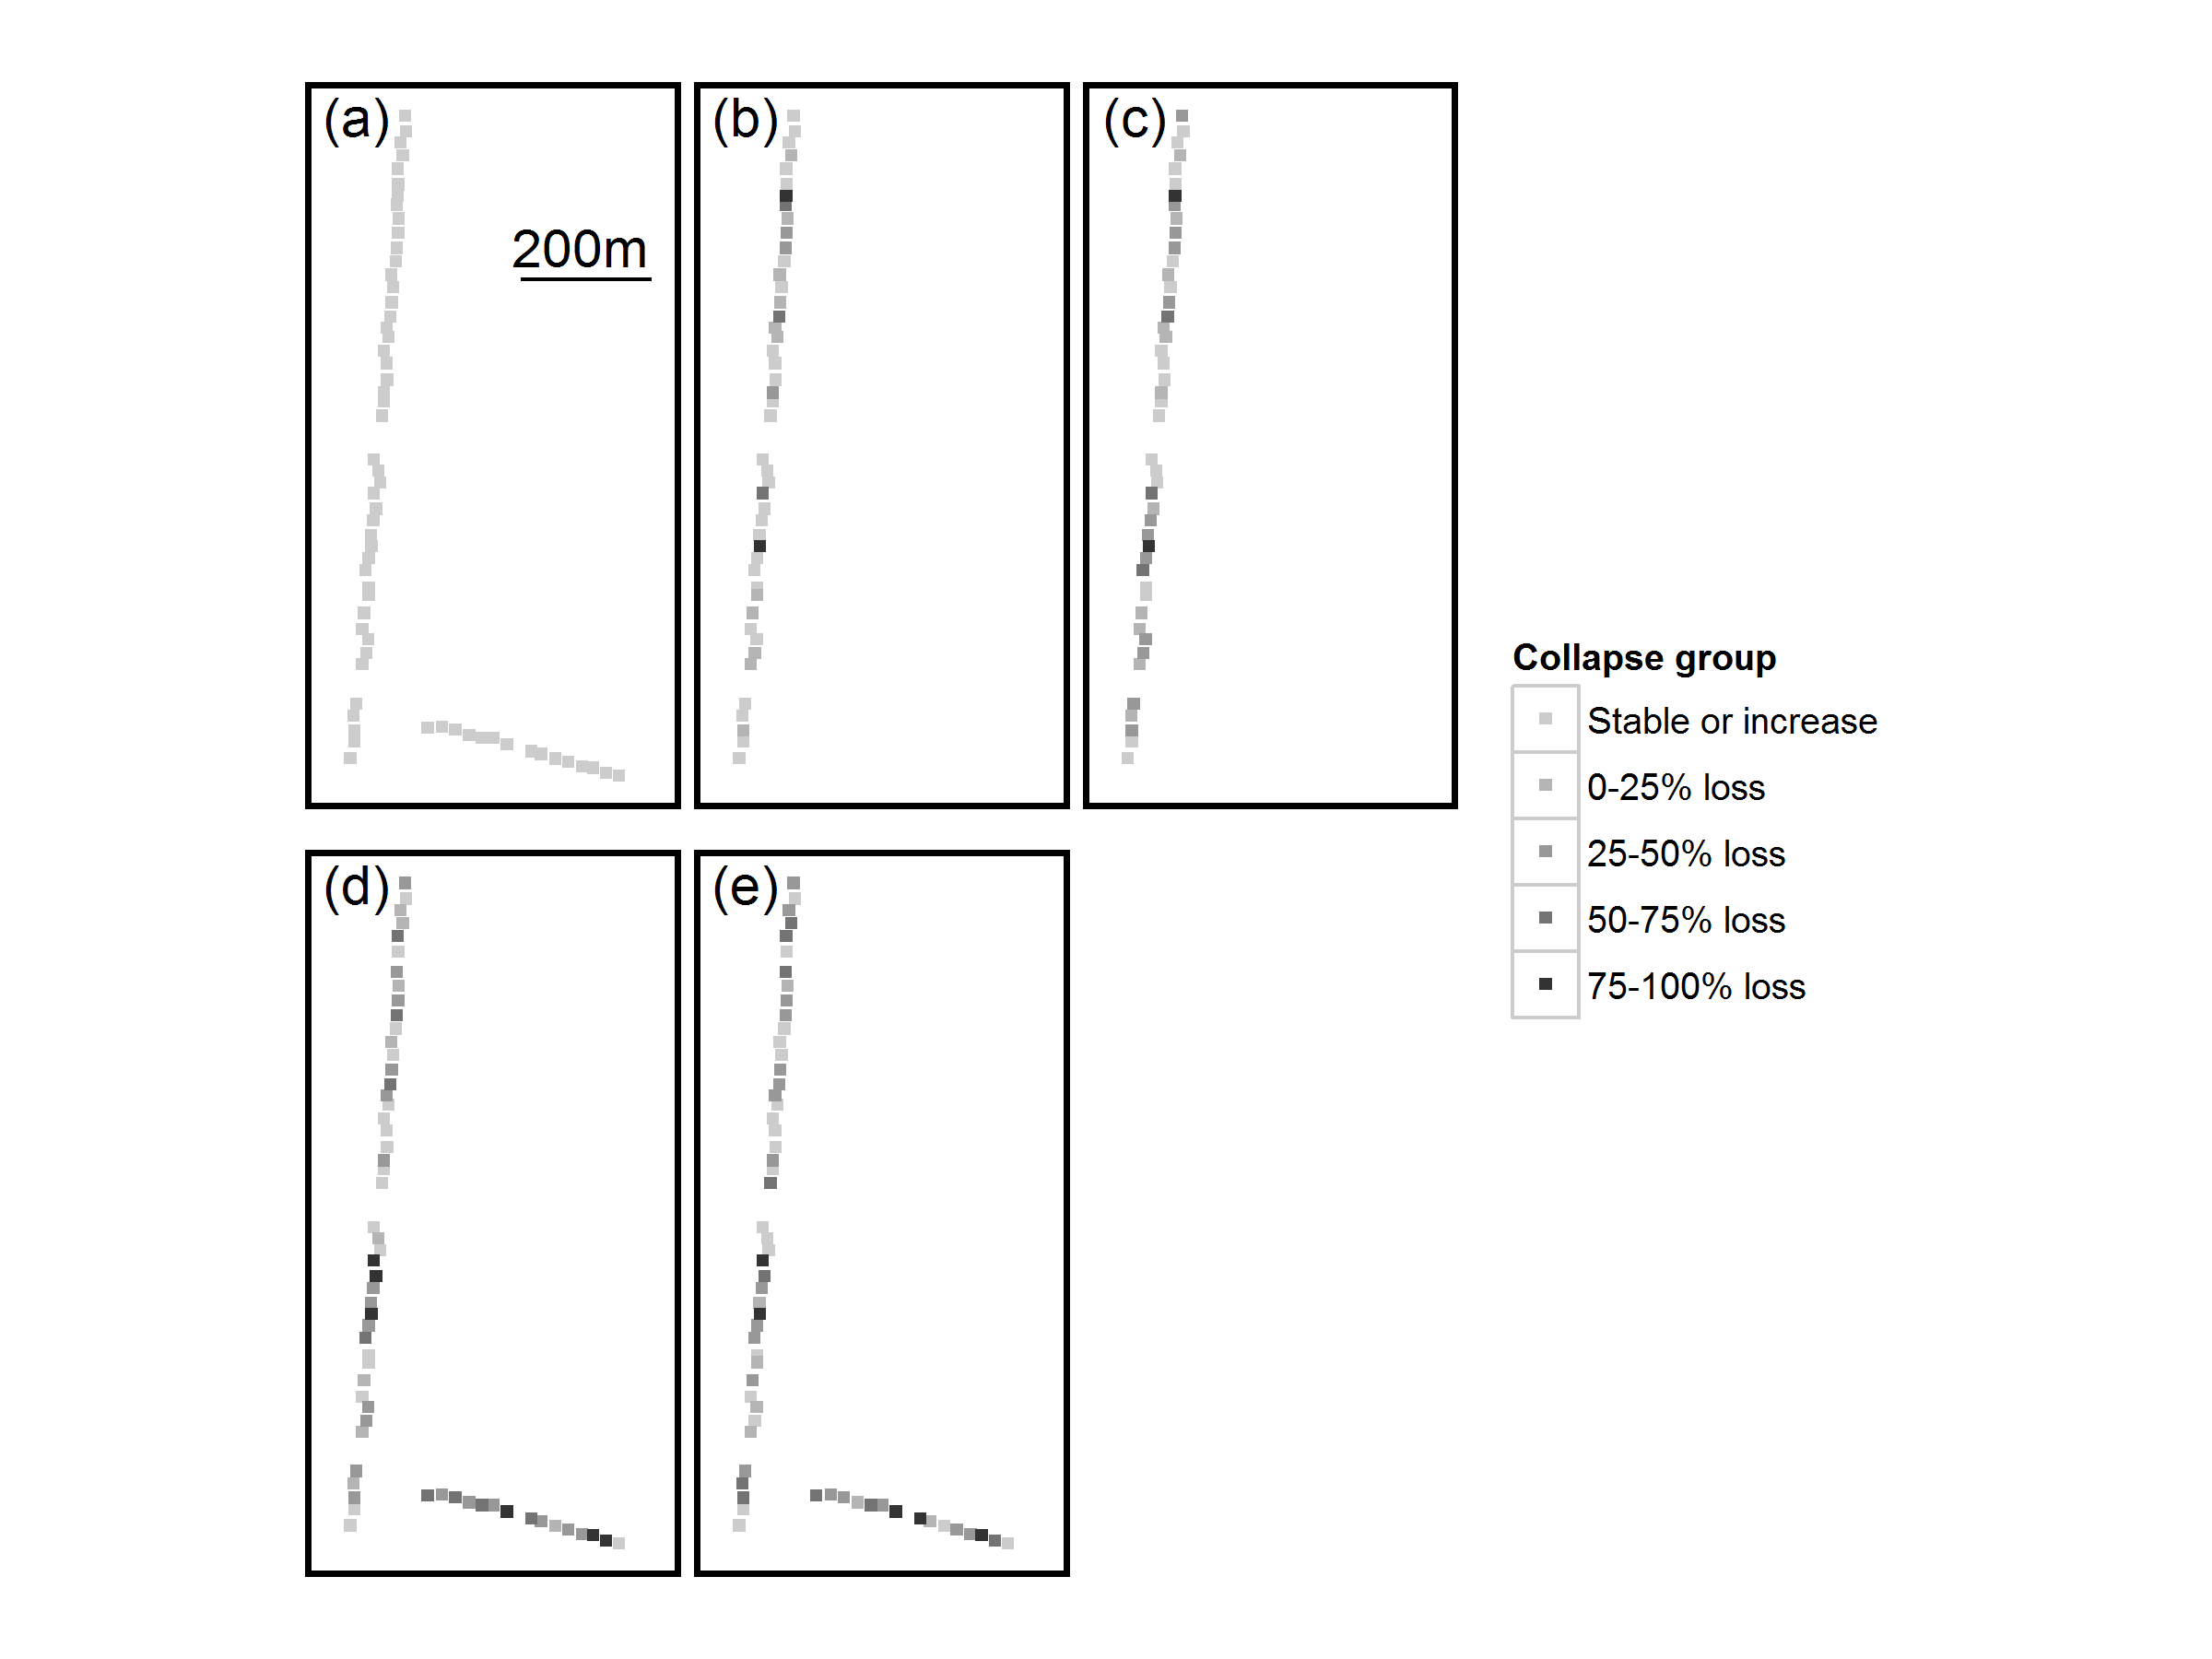 (a)
(b)
(c)
200m
(d)
(e)
Collapse group
Stable or increase
0-25% loss
25-50% loss
50-75% loss
75-100% loss